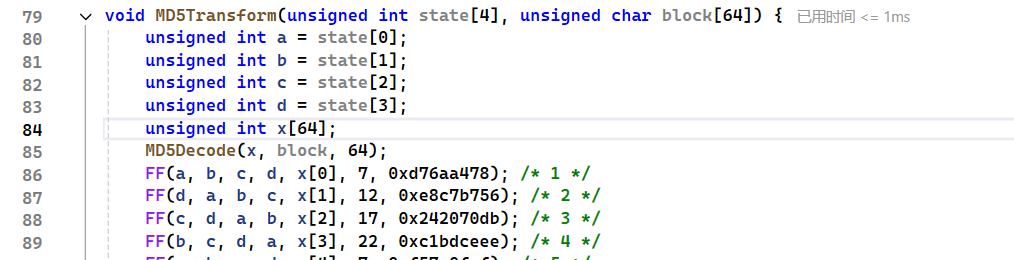 79 void MD5Transform(unsigned int state[4], unsigned char block[64]) { 已用时间 <= 1ms
80 unsigned int a = state[0];
81 unsigned int b = state[1];
82 unsigned int c = state[2];
83 unsigned int d = state[3];
84 unsigned int x[64];
85 MD5Decode(x, block, 64);
86 FF(a, b, c, d, x[0], 7, 0xd76aa478); /* 1 */
87 FF(d, a, b, c, x[1], 12, 0xe8c7b756); /* 2 */
88 FF(c, d, a, b, x[2], 17, 0x242070db); /* 3 */
89 FF(b, c, d, a, x[3], 22, 0xc1bdceee); /* 4 */